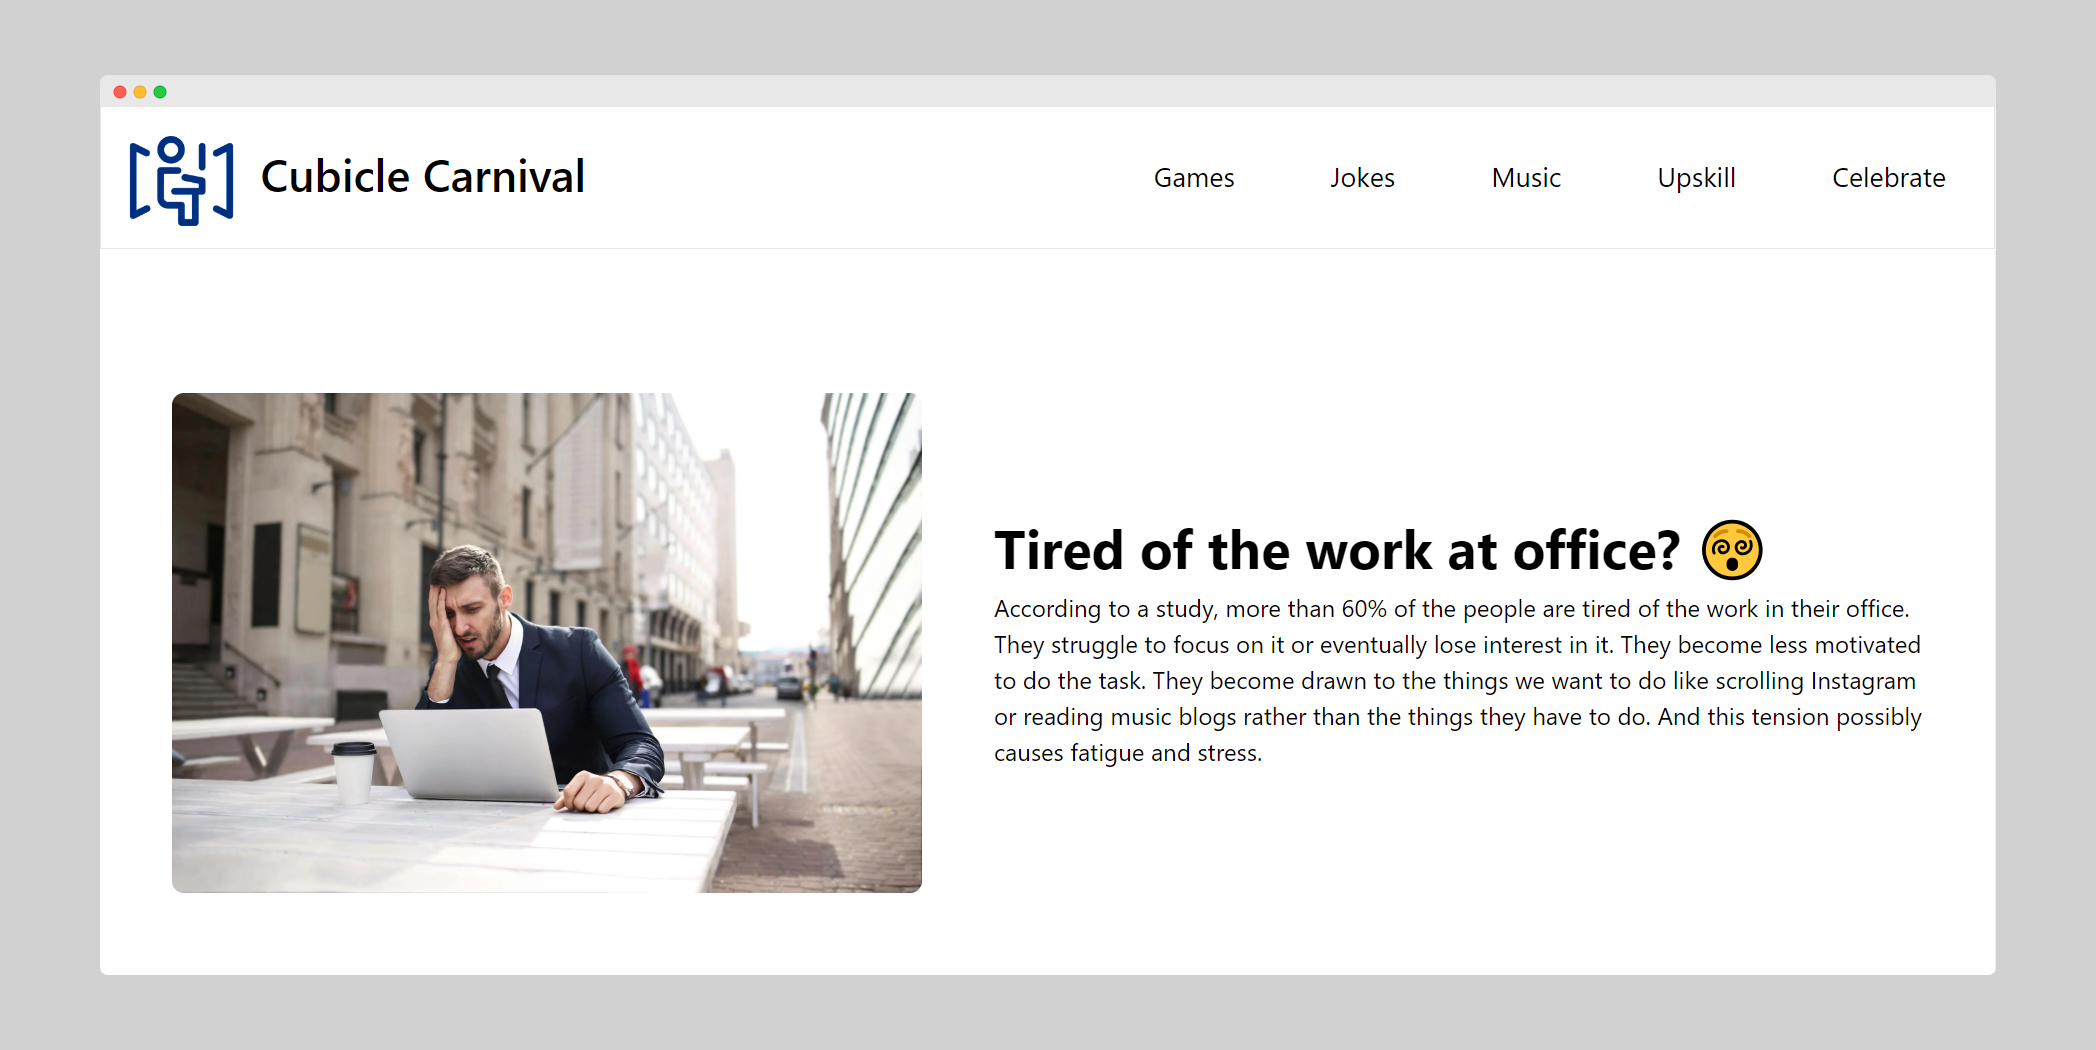 Cubicle Carnival
Games
Jokes
Music
Upskill
Celebrate
Tired of the work at office? 😵‍💫
According to a study, more than 60% of the people are tired of the work in their office.
They struggle to focus on it or eventually lose interest in it. They become less motivated
to do the task. They become drawn to the things we want to do like scrolling Instagram
or reading music blogs rather than the things they have to do. And this tension possibly
causes fatigue and stress.